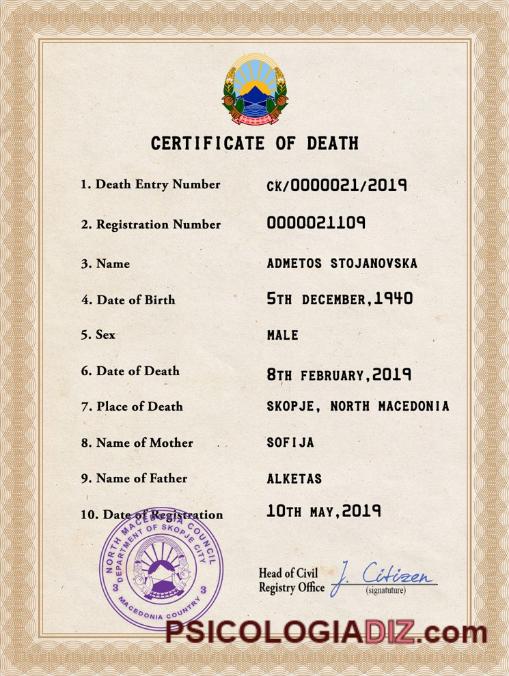 CERTIFICATE OF DEATH
1. Death Entry Number CK/0000021/2019
2. Registration Number 0000021109
3. Name ADMETOS STOJANOVSKA
4. Date of Birth 5TH DECEMBER,1940
5. Sex MALE
6. Date of Death 8TH FEBRUARY,2019
7. Place of Death SKOPJE, NORTH MACEDONIA
8. Name of Mother SOFIJA
9. Name of Father ALKETAS
10. Date of Registration 10TH MAY,2019
NORTH MACEDONIA COUNCIL
DEPARTMENT OF SKOPJE CITY
3 3
MACEDONIA COUNTRY
Head of Civil
Registry Office J. Citizen
(signatuture)
PSICOLOGIADIZ.com